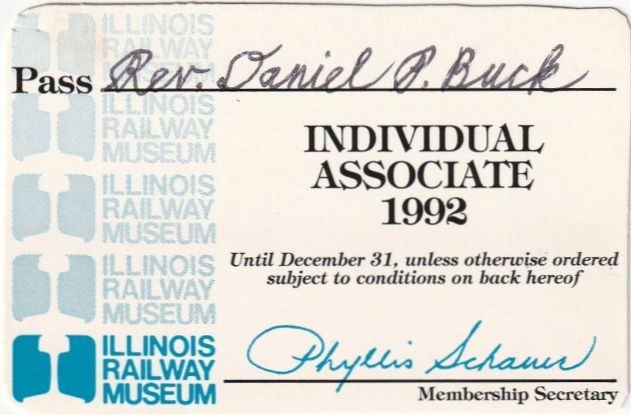 ILLINOIS
RAILWAY
MUSEUM
Pass Rev. Daniel P. Buck
ILLINOIS
RAILWAY
MUSEUM
INDIVIDUAL
ASSOCIATE
1992
ILLINOIS
RAILWAY
MUSEUM
ILLINOIS
RAILWAY
MUSEUM
Until December 31, unless otherwise ordered
subject to conditions on back hereof
ILLINOIS
RAILWAY
MUSEUM
Phyllis Schauer
Membership Secretary